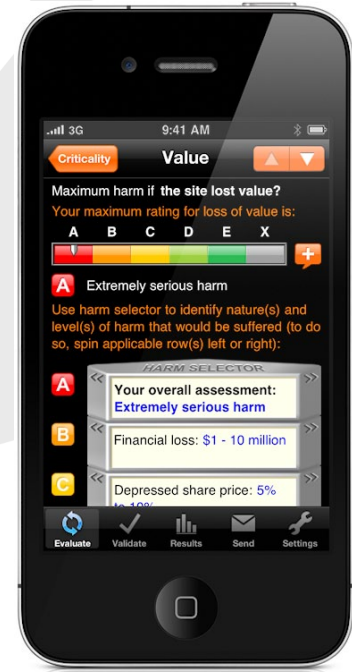 3G 9:41 AM
Criticality Value
Maximum harm if the site lost value?
Your maximum rating for loss of value is:
A B C D E X
A Extremely serious harm
Use harm selector to identify nature(s) and
level(s) of harm that would be suffered (to do
so, spin applicable row(s) left or right):
HARM SELECTOR
A Your overall assessment:
Extremely serious harm
B Financial loss: $1 - 10 million
C Depressed share price: 5%
to 10%
Evaluate Validate Results Send Settings